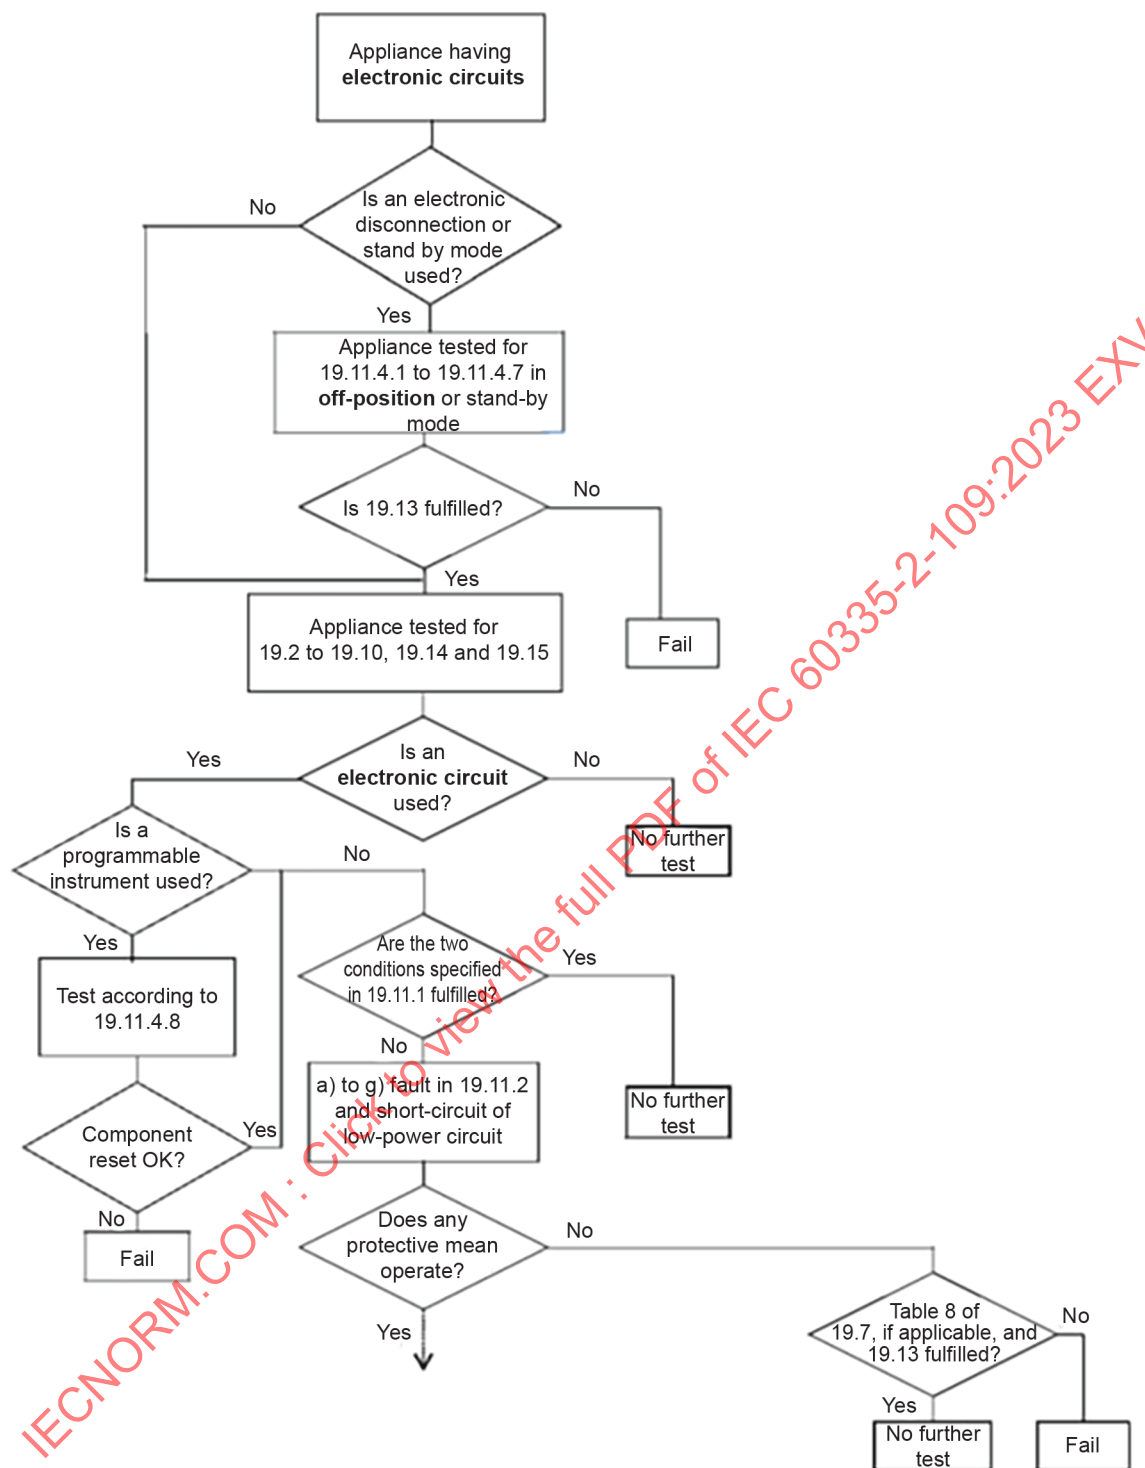 Appliance having
electronic circuits
Is an electronic
disconnection or
stand by mode
used?
No
Yes
Appliance tested for
19.11.4.1 to 19.11.4.7 in
off-position or stand-by
mode
Is 19.13 fulfilled?
No
Yes
Fail
Appliance tested for
19.2 to 19.10, 19.14 and 19.15
Is an
electronic circuit
used?
Yes
No
No further
test
Is a
programmable
instrument used?
No
Yes
Test according to
19.11.4.8
Are the two
conditions specified
in 19.11.1 fulfilled?
Yes
No
No further
test
a) to g) fault in 19.11.2
and short-circuit of
low-power circuit
Component
reset OK?
Yes
No
Fail
Does any
protective mean
operate?
No
Yes
Table 8 of
19.7, if applicable, and
19.13 fulfilled?
No
Yes
No further
test
Fail
IECNORM.COM : Click to view the full PDF of IEC 60335-2-109:2023 EXV